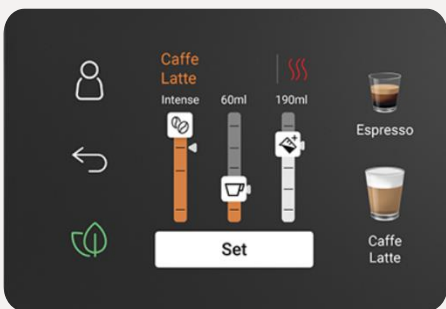 Caffe
Latte
Intense
60ml
190ml
Set
Espresso
Caffe
Latte